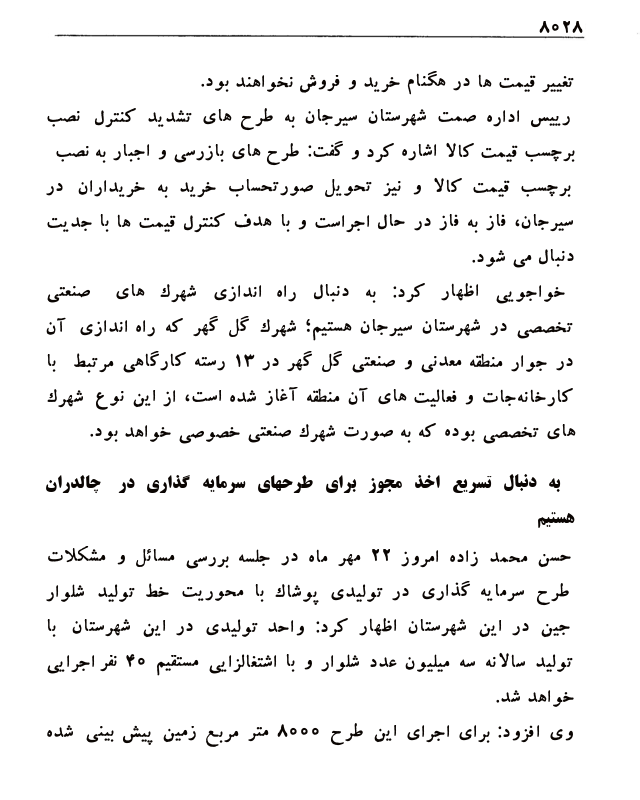 ۸۰۲۸
تغییر قیمت ها در هگنام خرید و فروش نخواهند بود.
رییس اداره صمت شهرستان سیرجان به طرح های تشدید کنترل نصب
برچسب قیمت کالا اشاره کرد و گفت: طرح های بازرسی و اجبار به نصب
برچسب قیمت کالا و نیز تحویل صورتحساب خرید به خریداران در
سیرجان، فاز به فاز در حال اجراست و با هدف کنترل قیمت ها با جدیت
دنبال می شود.
خواجویی اظهار کرد: به دنبال راه اندازی شهرك های صنعتی
تخصصی در شهرستان سیرجان هستیم؛ شهرك گل گهر که راه اندازی آن
در جوار منطقه معدنی و صنعتی گل گهر در ۱۳ رسته کارگاهی مرتبط با
کارخانه‌جات و فعالیت های آن منطقه آغاز شده است، از این نوع شهرك
های تخصصی بوده که به صورت شهرك صنعتی خصوصی خواهد بود.
به دنبال تسریع اخذ مجوز برای طرحهای سرمایه گذاری در چالدران
هستیم
حسن محمد زاده امروز ۲۲ مهر ماه در جلسه بررسی مسائل و مشکلات
طرح سرمایه گذاری در تولیدی پوشاك با محوریت خط تولید شلوار
جین در این شهرستان اظهار کرد: واحد تولیدی در این شهرستان با
تولید سالانه سه میلیون عدد شلوار و با اشتغالزایی مستقیم ۴۰ نفر اجرایی
خواهد شد.
وی افزود: برای اجرای این طرح ۸۰۰۰ متر مربع زمین پیش بینی شده